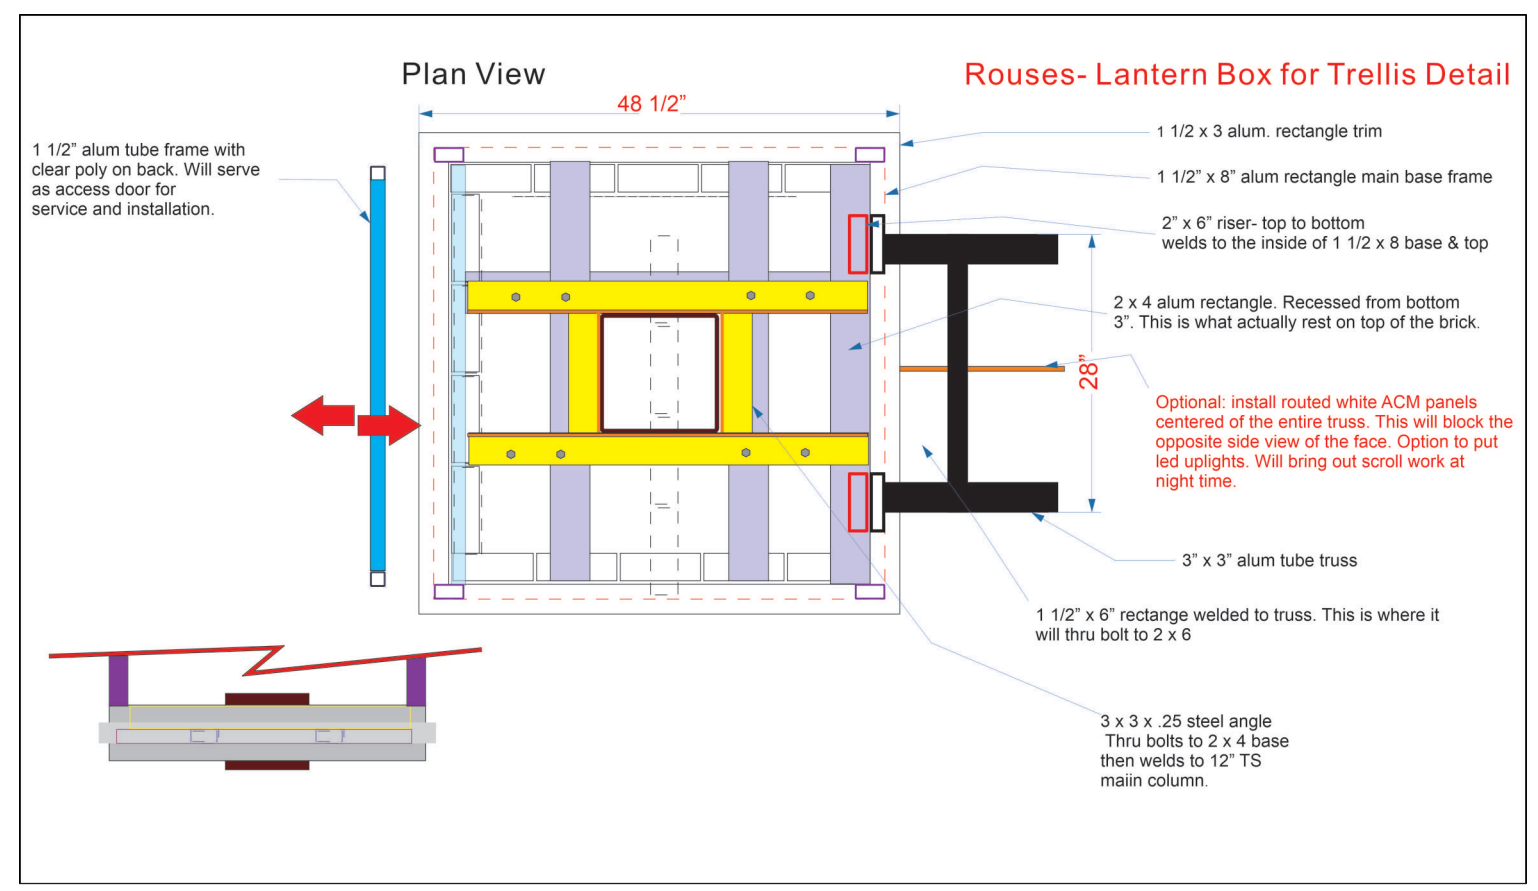 Plan View
Rouses- Lantern Box for Trellis Detail
48 1/2”
1 1/2” alum tube frame with
clear poly on back. Will serve
as access door for
service and installation.
1 1/2 x 3 alum. rectangle trim
1 1/2” x 8” alum rectangle main base frame
2” x 6” riser- top to bottom
welds to the inside of 1 1/2 x 8 base & top
2 x 4 alum rectangle. Recessed from bottom
3”. This is what actually rest on top of the brick.
28”
Optional: install routed white ACM panels
centered of the entire truss. This will block the
opposite side view of the face. Option to put
led uplights. Will bring out scroll work at
night time.
3” x 3” alum tube truss
1 1/2” x 6” rectange welded to truss. This is where it
will thru bolt to 2 x 6
3 x 3 x .25 steel angle
Thru bolts to 2 x 4 base
then welds to 12” TS
maiin column.